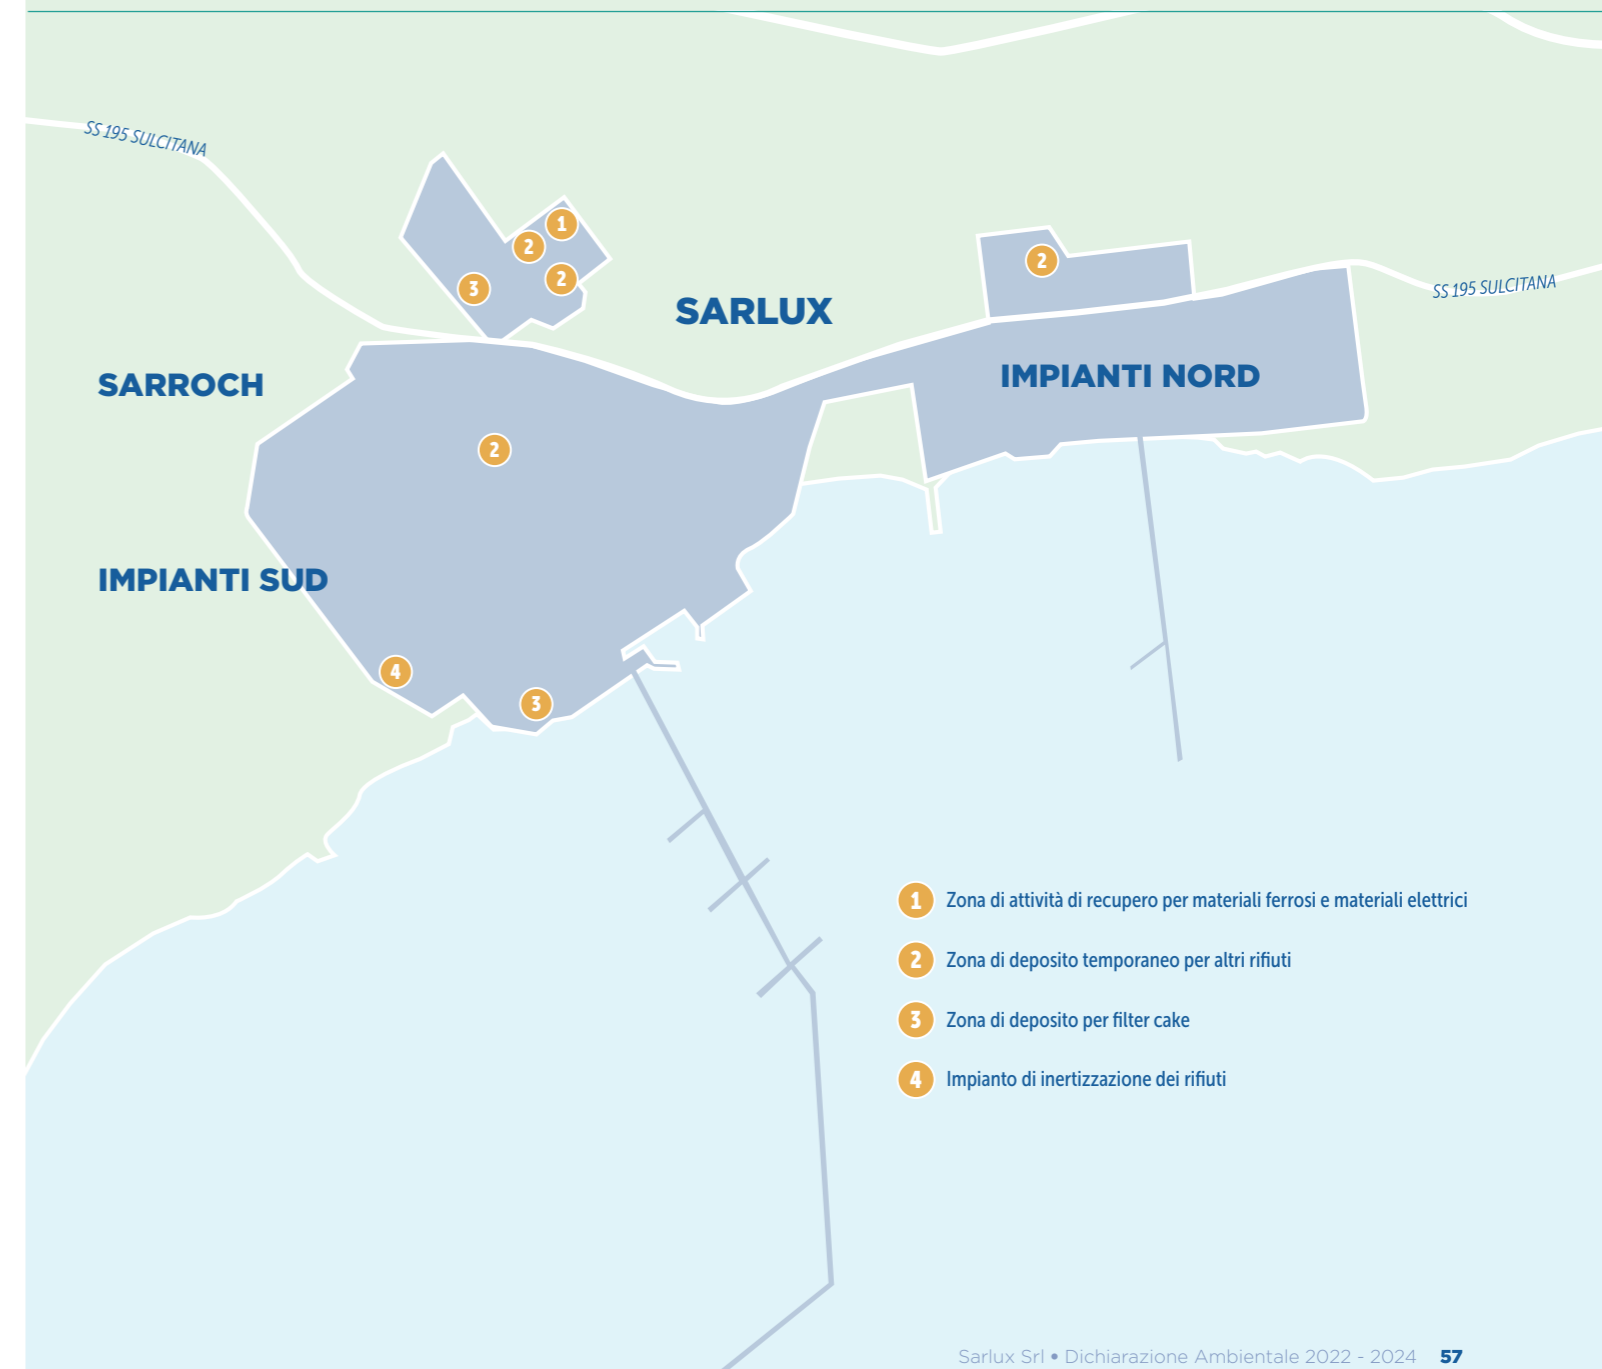 SS 195 SULCITANA
1
2
2
3
2
SARLUX
SS 195 SULCITANA
SARROCH
IMPIANTI NORD
2
IMPIANTI SUD
4
3
1 Zona di attività di recupero per materiali ferrosi e materiali elettrici
2 Zona di deposito temporaneo per altri rifiuti
3 Zona di deposito per filter cake
4 Impianto di inertizzazione dei rifiuti
Sarlux Srl • Dichiarazione Ambientale 2022 - 2024 57